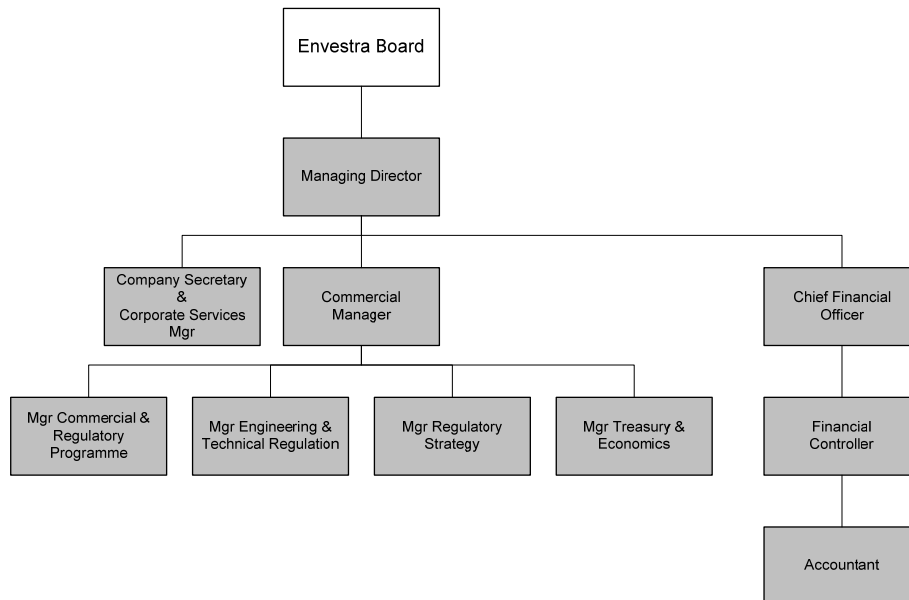 Envestra Board
Managing Director
Company Secretary
&
Corporate Services
Mgr
Commercial
Manager
Chief Financial
Officer
Mgr Commercial &
Regulatory
Programme
Mgr Engineering &
Technical Regulation
Mgr Regulatory
Strategy
Mgr Treasury &
Economics
Financial
Controller
Accountant